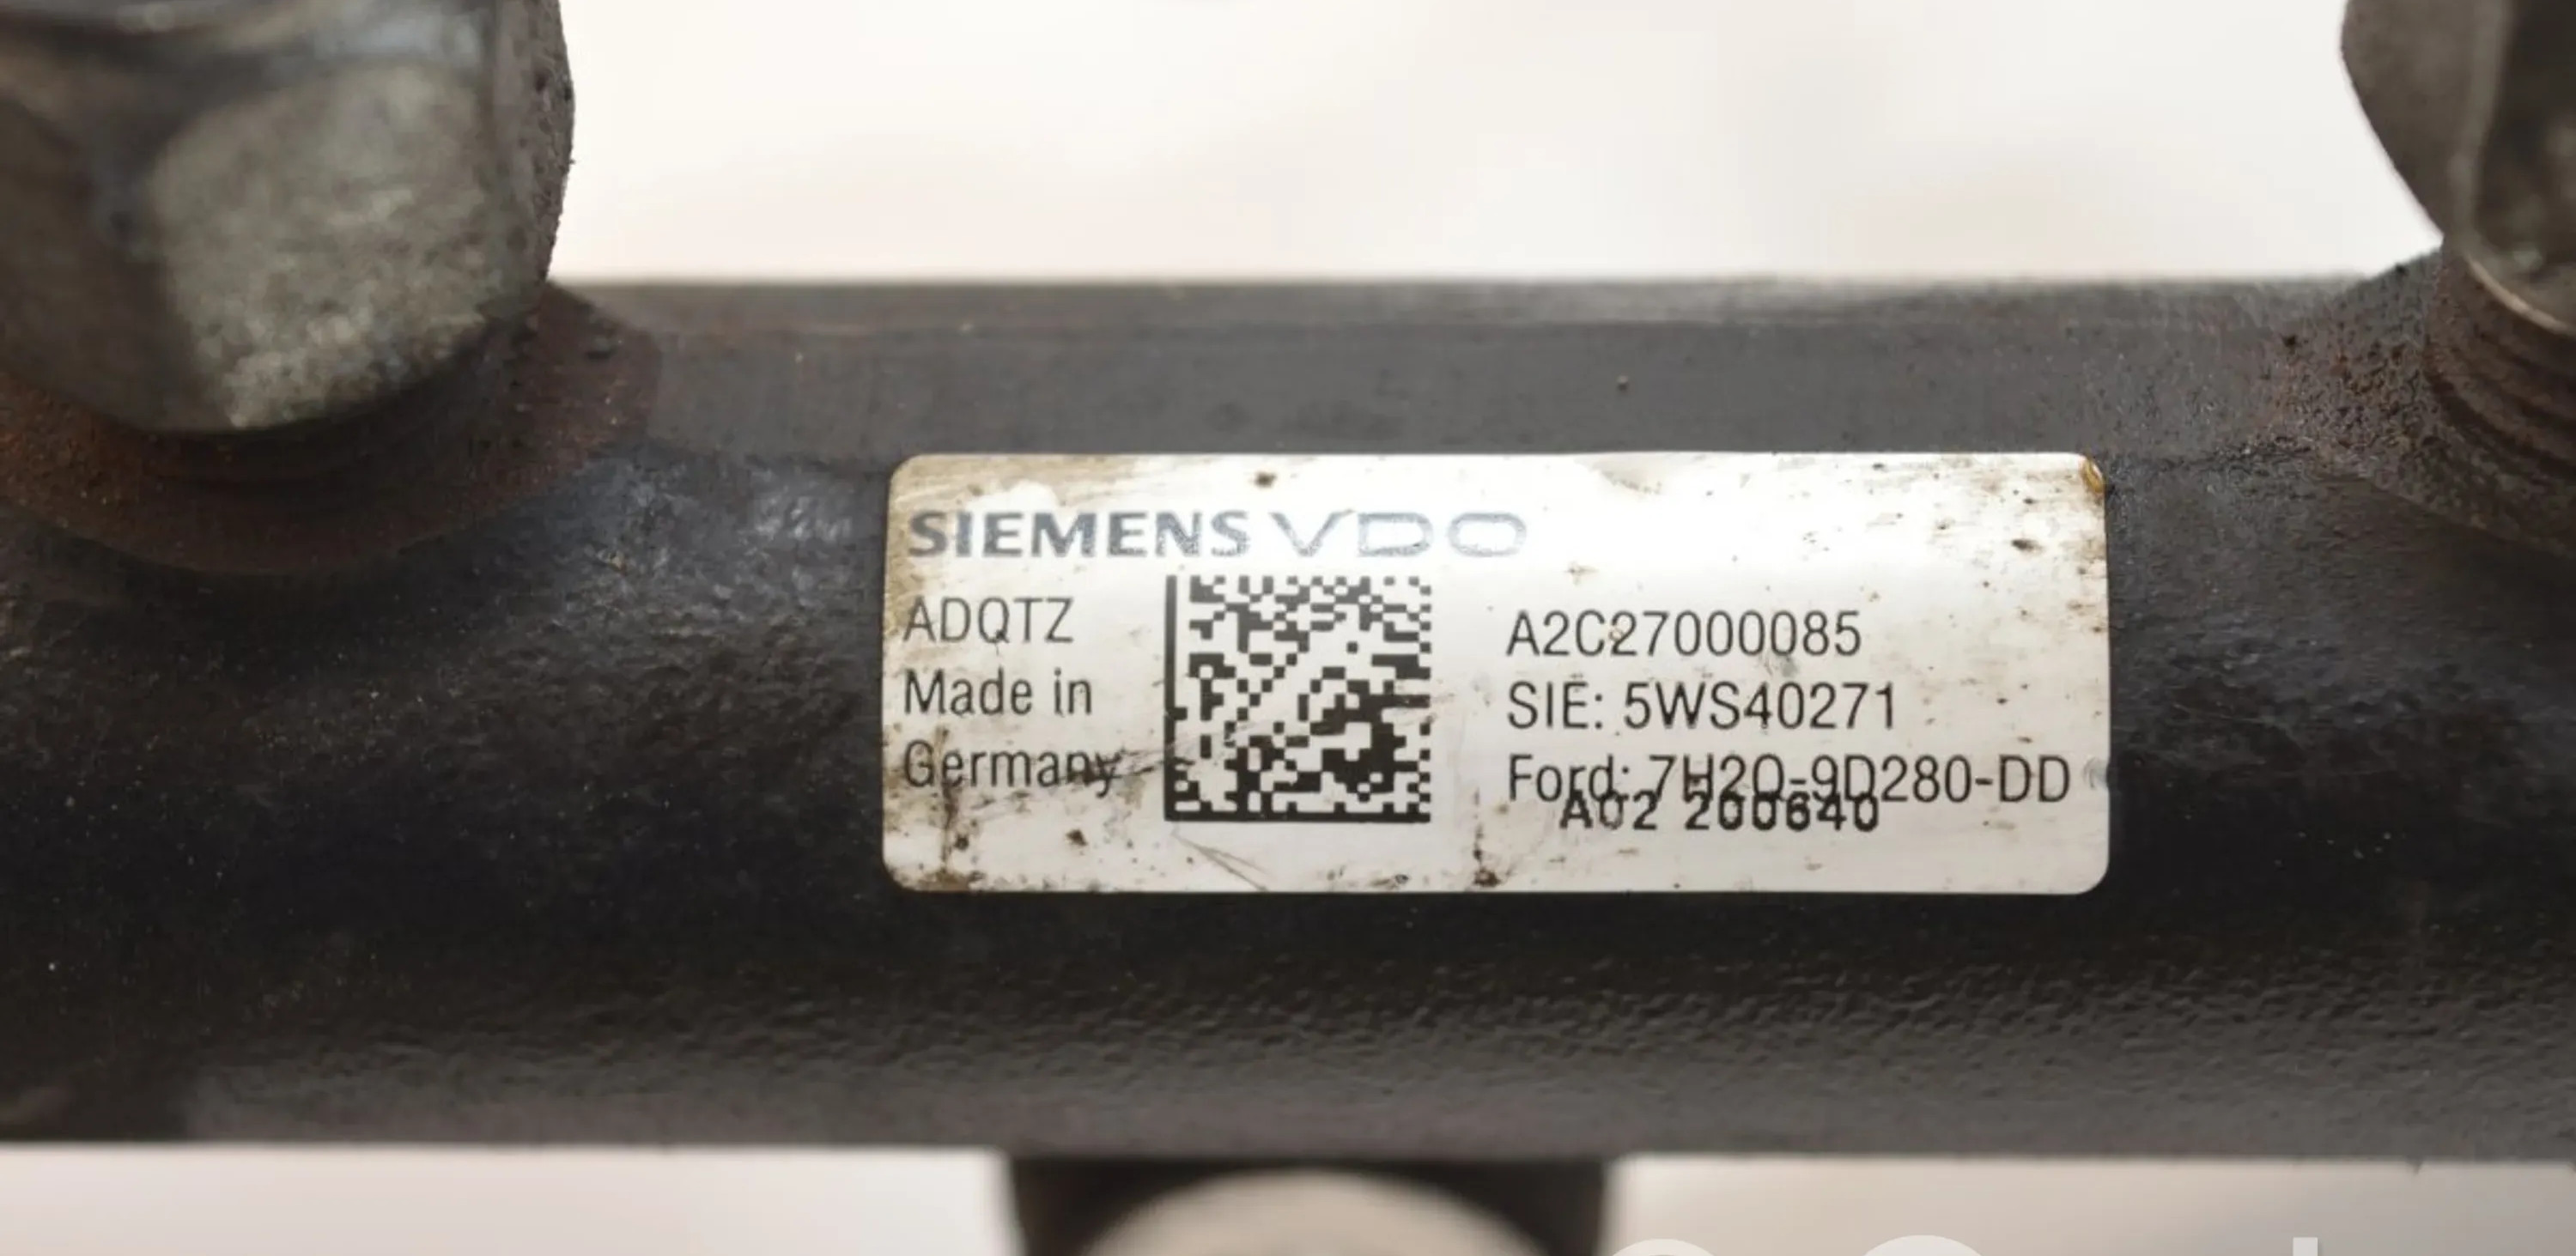 SIEMENS VDO
ADQTZ
Made in
Germany
A2C27000085
SIE: 5WS40271
Ford: 7H2Q-9D280-DD
A02 200640